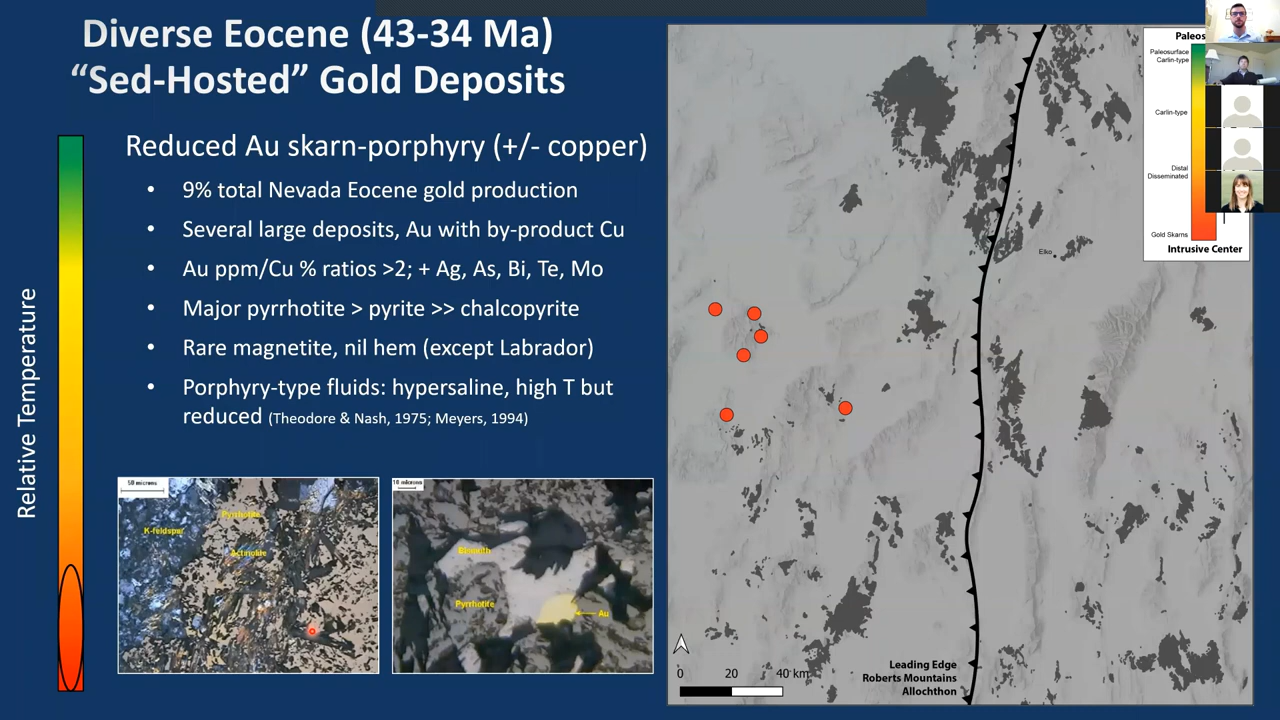 Diverse Eocene (43-34 Ma)
“Sed-Hosted” Gold Deposits
Reduced Au skarn-porphyry (+/- copper)
• 9% total Nevada Eocene gold production
• Several large deposits, Au with by-product Cu
• Au ppm/Cu % ratios >2; + Ag, As, Bi, Te, Mo
• Major pyrrhotite > pyrite >> chalcopyrite
• Rare magnetite, nil hem (except Labrador)
• Porphyry-type fluids: hypersaline, high T but
reduced (Theodore & Nash, 1975; Meyers, 1994)
Relative Temperature
50 microns
Pyrrhotite
K-feldspar
Actinolite
10 microns
Bismuth
Pyrrhotite
Au
Elko
0 20 40 km
Leading Edge
Roberts Mountains
Allochthon
Paleosurface
Carlin-type
Carlin-type
Distal
Disseminated
Gold Skarns
Intrusive Center